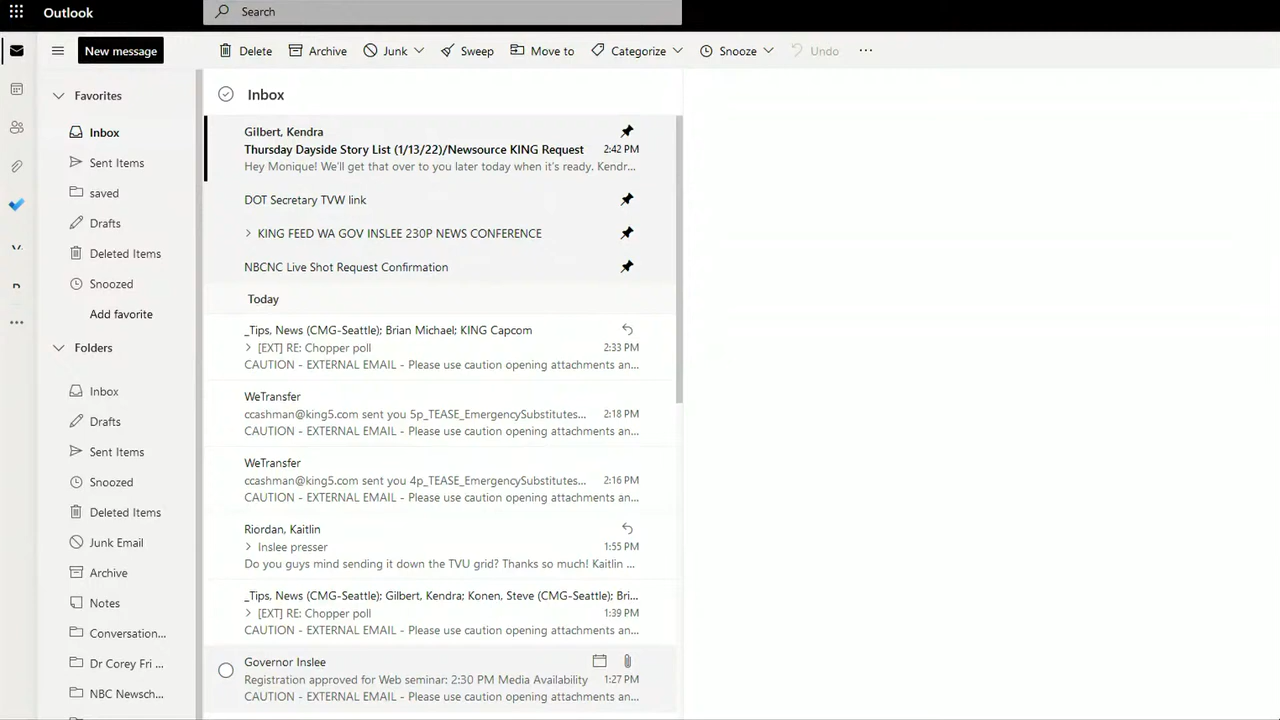 Outlook
Search
New message
Delete
Archive
Junk
Sweep
Move to
Categorize
Snooze
Undo
Favorites
Inbox
Sent Items
saved
Drafts
Deleted Items
Snoozed
Add favorite
Folders
Inbox
Drafts
Sent Items
Snoozed
Deleted Items
Junk Email
Archive
Notes
Conversation...
Dr Corey Fri ...
NBC Newsch...
Inbox
Gilbert, Kendra
Thursday Dayside Story List (1/13/22)/Newsource KING Request 2:42 PM
Hey Monique! We'll get that over to you later today when it's ready. Kendr...
DOT Secretary TVW link
KING FEED WA GOV INSLEE 230P NEWS CONFERENCE
NBCNC Live Shot Request Confirmation
Today
_Tips, News (CMG-Seattle); Brian Michael; KING Capcom
[EXT] RE: Chopper poll 2:33 PM
CAUTION - EXTERNAL EMAIL - Please use caution opening attachments an...
WeTransfer
ccashman@king5.com sent you 5p_TEASE_EmergencySubstitutes... 2:18 PM
CAUTION - EXTERNAL EMAIL - Please use caution opening attachments an...
WeTransfer
ccashman@king5.com sent you 4p_TEASE_EmergencySubstitutes... 2:16 PM
CAUTION - EXTERNAL EMAIL - Please use caution opening attachments an...
Riordan, Kaitlin
Inslee presser 1:55 PM
Do you guys mind sending it down the TVU grid? Thanks so much! Kaitlin ...
_Tips, News (CMG-Seattle); Gilbert, Kendra; Konen, Steve (CMG-Seattle); Bri...
[EXT] RE: Chopper poll 1:39 PM
CAUTION - EXTERNAL EMAIL - Please use caution opening attachments an...
Governor Inslee
Registration approved for Web seminar: 2:30 PM Media Availability 1:27 PM
CAUTION - EXTERNAL EMAIL - Please use caution opening attachments an...